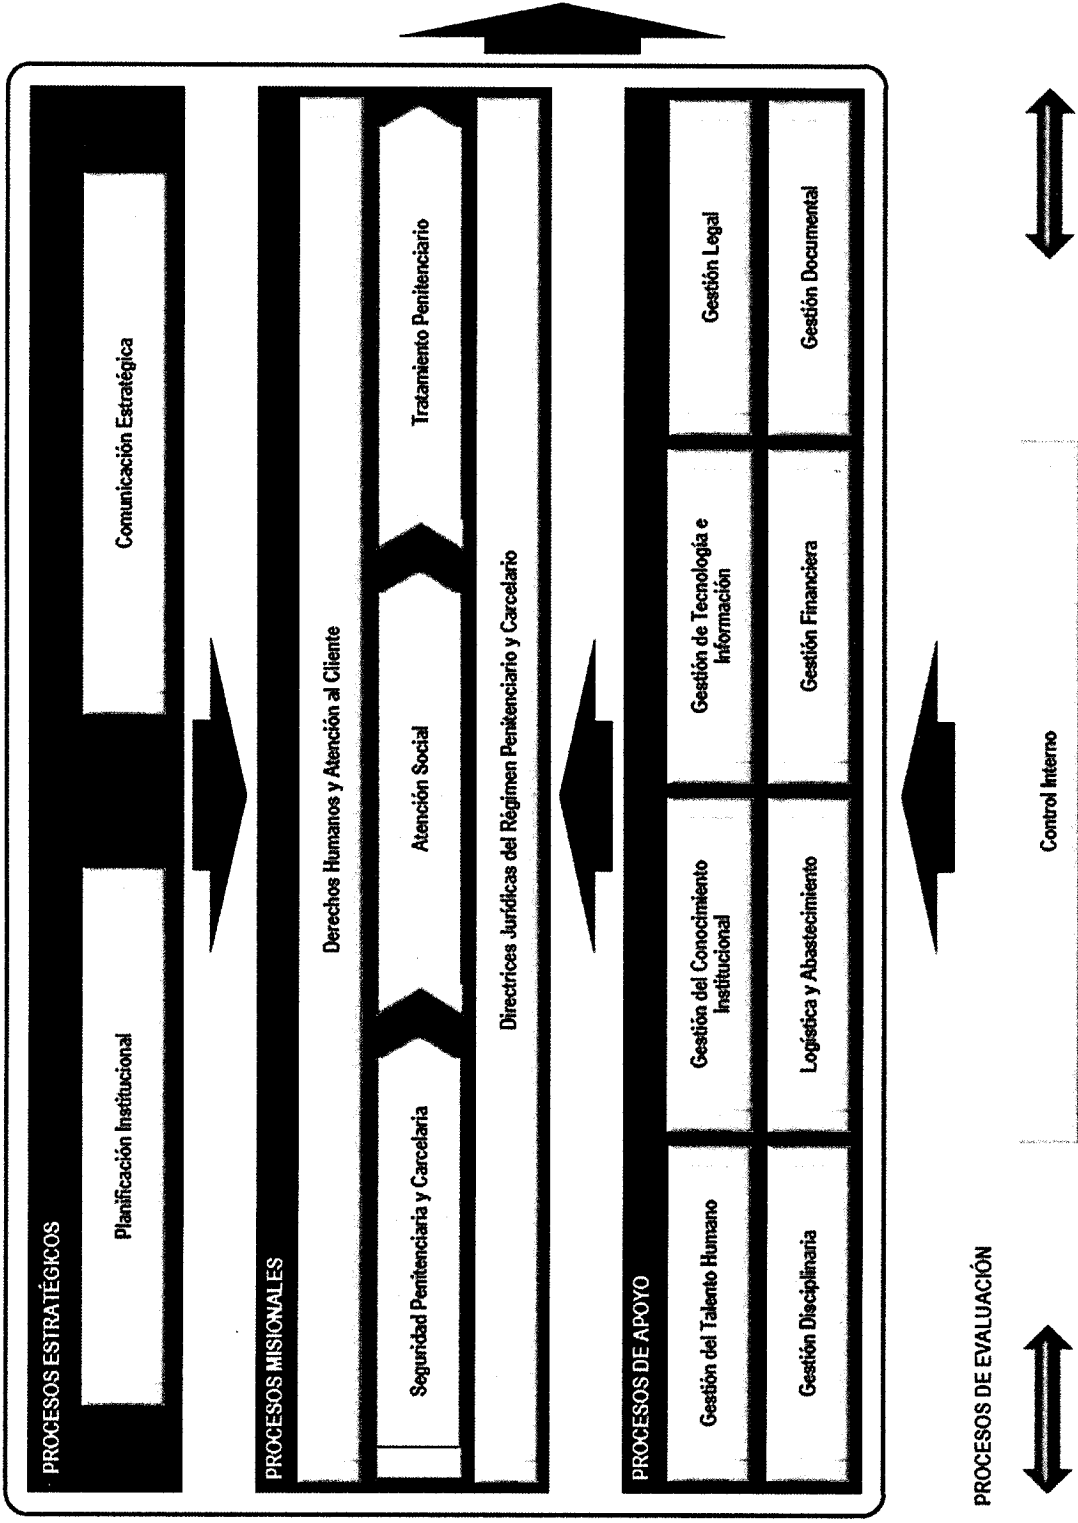 PROCESOS ESTRATÉGICOS
Planificación Institucional
Comunicación Estratégica
PROCESOS MISIONALES
Derechos Humanos y Atención al Cliente
Seguridad Penitenciaria y Carcelaria
Atención Social
Tratamiento Penitenciario
Directrices Jurídicas del Régimen Penitenciario y Carcelario
PROCESOS DE APOYO
Gestión del Talento Humano
Gestión del Conocimiento
Institucional
Gestión de Tecnología e
Información
Gestión Legal
Gestión Disciplinaria
Logística y Abastecimiento
Gestión Financiera
Gestión Documental
PROCESOS DE EVALUACIÓN
Control Interno